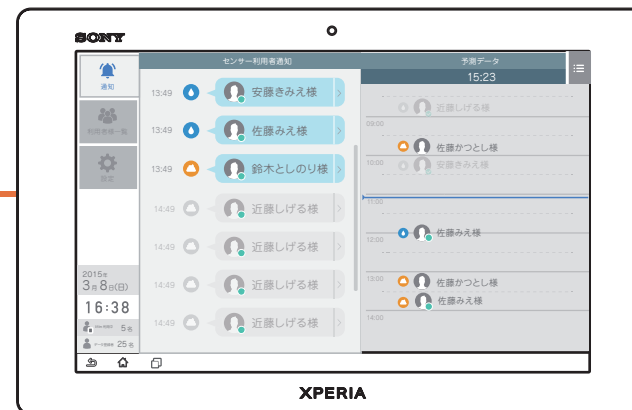 SONY
通知
利用者様一覧
設定
2015年
3月8日(日)
16:38
5名
25名
センサー利用者通知
13:49 安藤きみえ様
13:49 佐藤みえ様
13:49 鈴木としのり様
14:49 近藤しげる様
14:49 近藤しげる様
14:49 近藤しげる様
14:49 近藤しげる様
予測データ
15:23
近藤しげる様
09:00
佐藤かつとし様
10:00
安藤きみえ様
11:00
佐藤みえ様
12:00
13:00
佐藤かつとし様
佐藤みえ様
14:00
XPERIA